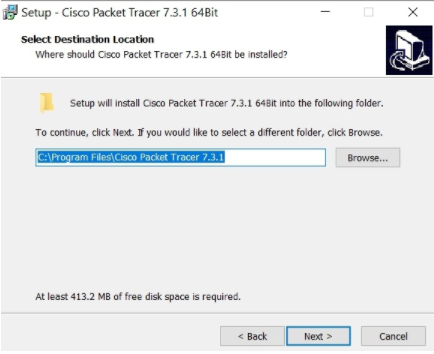 Setup - Cisco Packet Tracer 7.3.1 64Bit
Select Destination Location
Where should Cisco Packet Tracer 7.3.1 64Bit be installed?
Setup will install Cisco Packet Tracer 7.3.1 64Bit into the following folder.
To continue, click Next. If you would like to select a different folder, click Browse.
C:\Program Files\Cisco Packet Tracer 7.3.1
Browse...
At least 413.2 MB of free disk space is required.
< Back
Next >
Cancel